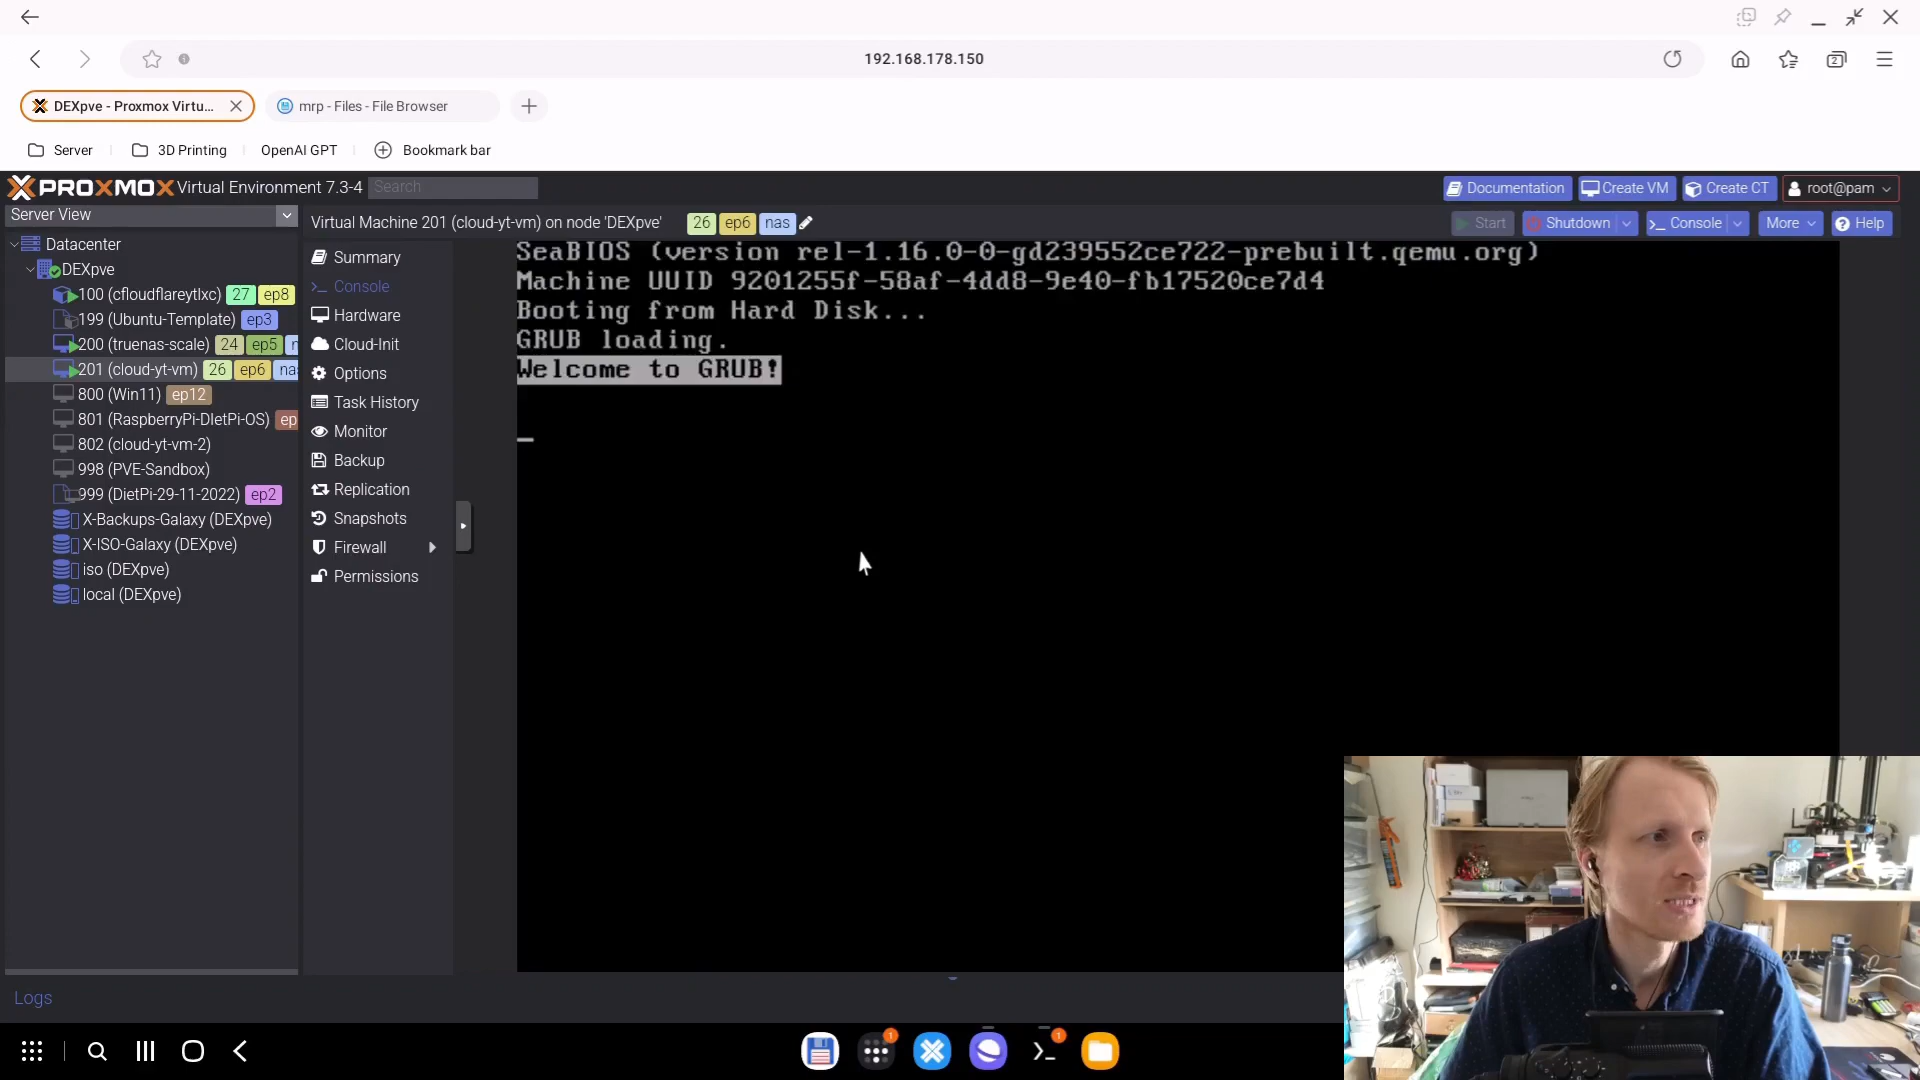 192.168.178.150
DEXpve - Proxmox Virtu...
mrp - Files - File Browser
Server
3D Printing
OpenAI GPT
Bookmark bar
PROXMOX Virtual Environment 7.3-4
Search
Documentation
Create VM
Create CT
root@pam
Server View
Virtual Machine 201 (cloud-yt-vm) on node 'DEXpve'
26
ep6
nas
Start
Shutdown
Console
More
Help
Datacenter
DEXpve
100 (cfloudflareytlxc) 27 ep8
199 (Ubuntu-Template) ep3
200 (truenas-scale) 24 ep5
201 (cloud-yt-vm) 26 ep6 nas
800 (Win11) ep12
801 (RaspberryPi-DIetPi-OS) ep
802 (cloud-yt-vm-2)
998 (PVE-Sandbox)
999 (DietPi-29-11-2022) ep2
X-Backups-Galaxy (DEXpve)
X-ISO-Galaxy (DEXpve)
iso (DEXpve)
local (DEXpve)
Summary
Console
Hardware
Cloud-Init
Options
Task History
Monitor
Backup
Replication
Snapshots
Firewall
Permissions
SeaBIOS (version rel-1.16.0-0-gd239552ce722-prebuilt.qemu.org)
Machine UUID 9201255f-58af-4dd8-9e40-fb17520ce7d4
Booting from Hard Disk...
GRUB loading.
Welcome to GRUB!
Logs